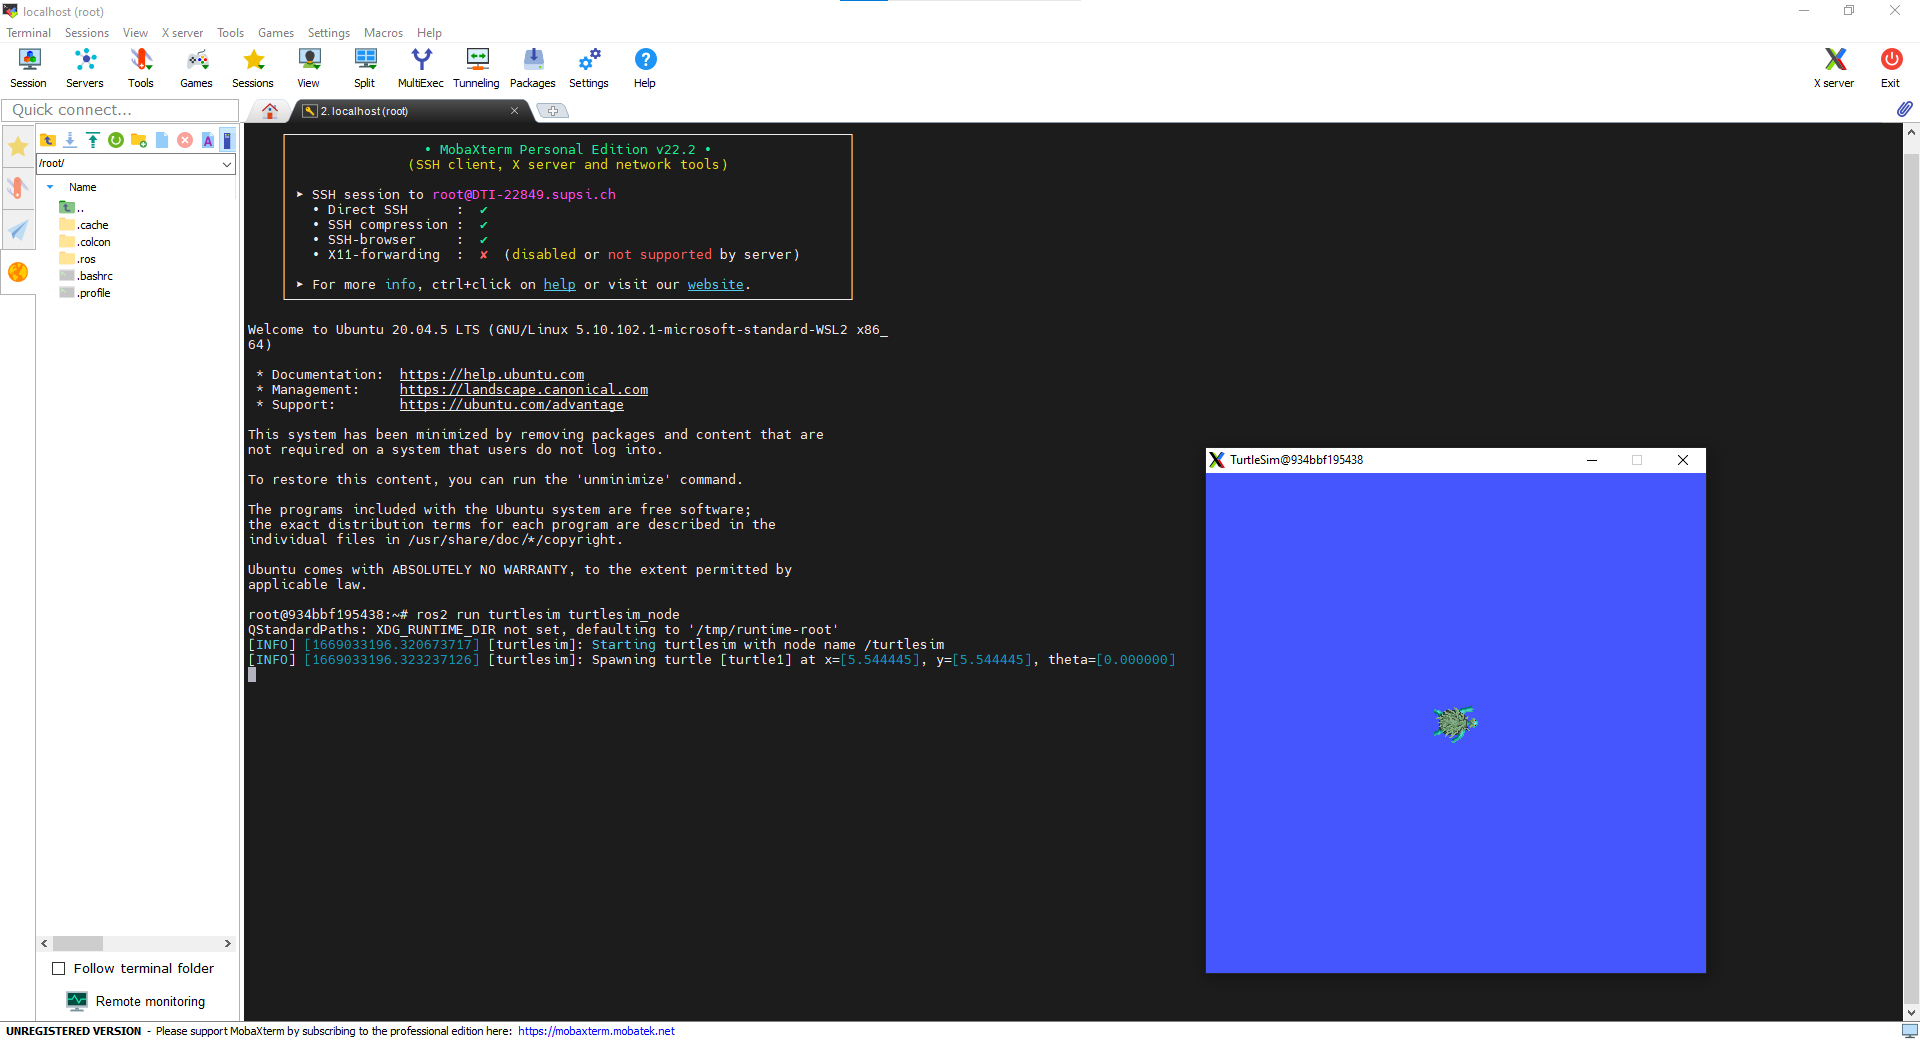 localhost (root)
Terminal Sessions View X server Tools Games Settings Macros Help
Session Servers Tools Games Sessions View Split MultiExec Tunneling Packages Settings Help X server Exit
Quick connect...
2. localhost (root)
/root/
Name
..
.cache
.colcon
.ros
.bashrc
.profile
Follow terminal folder
Remote monitoring
• MobaXterm Personal Edition v22.2 •
(SSH client, X server and network tools)
➤ SSH session to root@DTI-22849.supsi.ch
• Direct SSH : ✔
• SSH compression : ✔
• SSH-browser : ✔
• X11-forwarding : ✘ (disabled or not supported by server)
➤ For more info, ctrl+click on help or visit our website.
Welcome to Ubuntu 20.04.5 LTS (GNU/Linux 5.10.102.1-microsoft-standard-WSL2 x86_
64)
* Documentation: https://help.ubuntu.com
* Management: https://landscape.canonical.com
* Support: https://ubuntu.com/advantage
This system has been minimized by removing packages and content that are
not required on a system that users do not log into.
To restore this content, you can run the 'unminimize' command.
The programs included with the Ubuntu system are free software;
the exact distribution terms for each program are described in the
individual files in /usr/share/doc/*/copyright.
Ubuntu comes with ABSOLUTELY NO WARRANTY, to the extent permitted by
applicable law.
root@934bbf195438:~# ros2 run turtlesim turtlesim_node
QStandardPaths: XDG_RUNTIME_DIR not set, defaulting to '/tmp/runtime-root'
[INFO] [1669033196.320673717] [turtlesim]: Starting turtlesim with node name /turtlesim
[INFO] [1669033196.323237126] [turtlesim]: Spawning turtle [turtle1] at x=[5.544445], y=[5.544445], theta=[0.000000]
TurtleSim@934bbf195438
UNREGISTERED VERSION - Please support MobaXterm by subscribing to the professional edition here: https://mobaxterm.mobatek.net